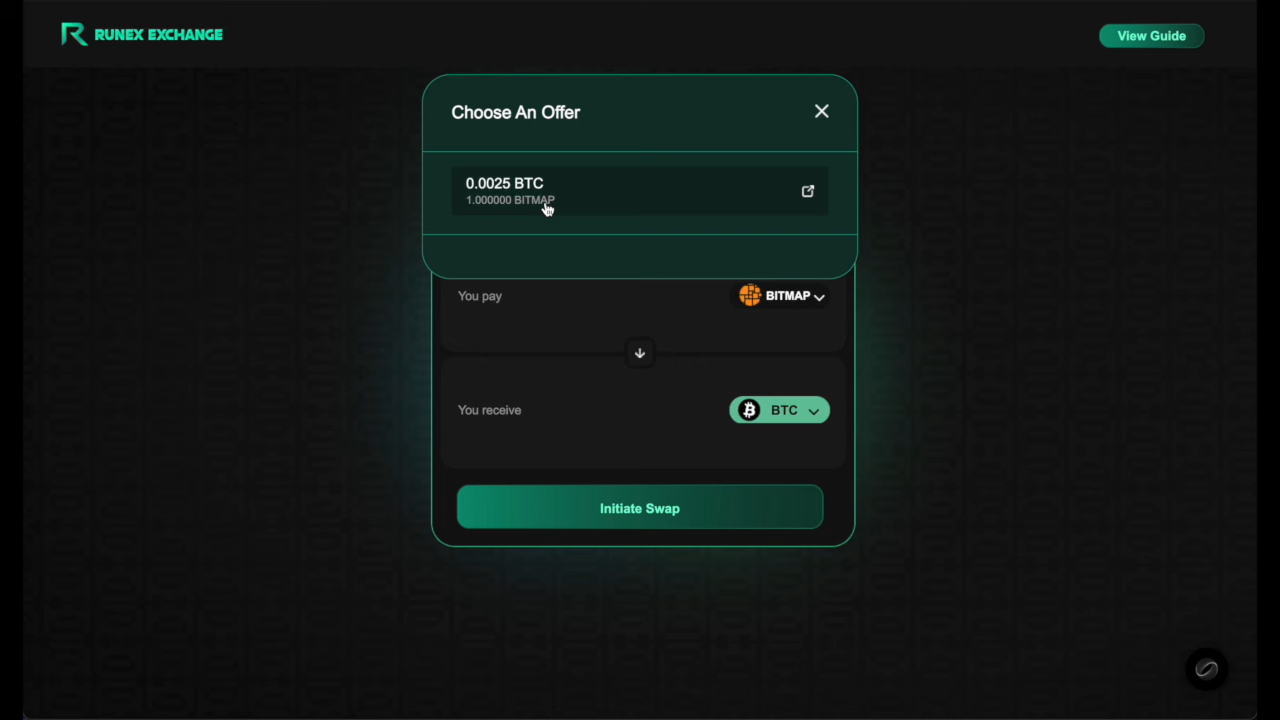 RUNEX EXCHANGE
View Guide
Choose An Offer
0.0025 BTC
1.000000 BITMAP
You pay
BITMAP
You receive
BTC
Initiate Swap